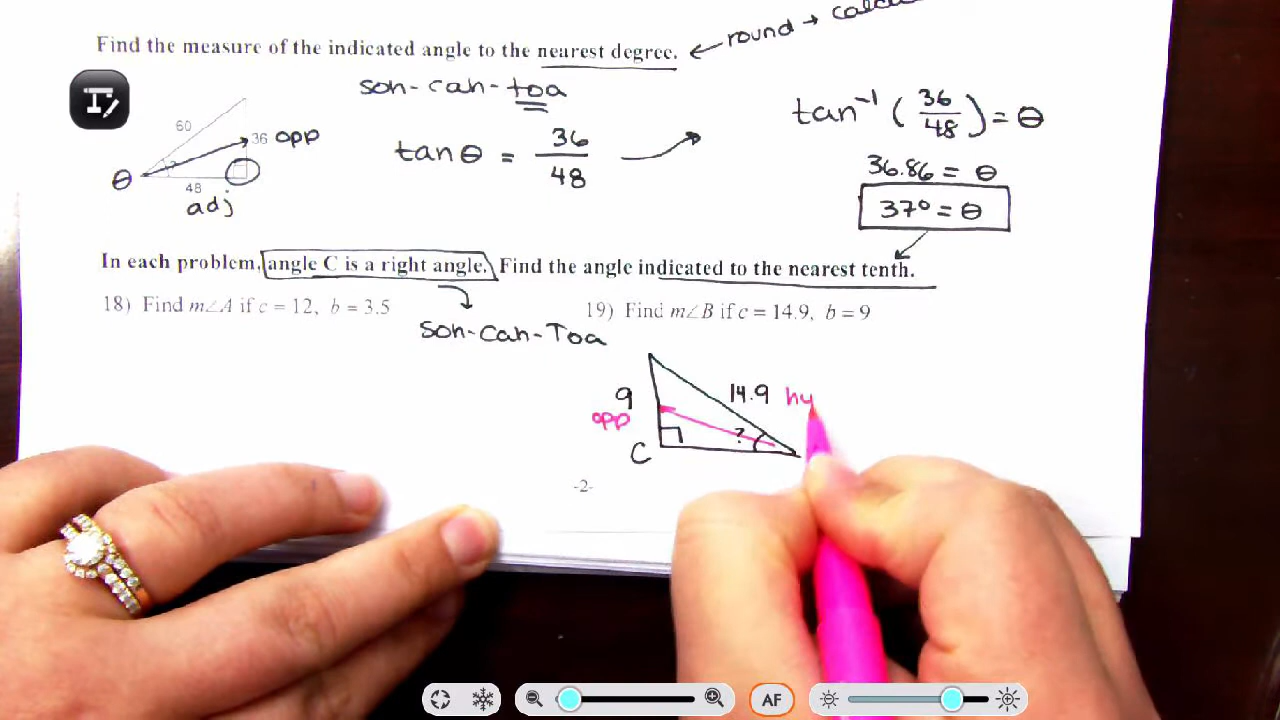 round → calcu
Find the measure of the indicated angle to the nearest degree.
soh-cah-toa
60
36 opp
?
θ
48
adj
tan θ = 36/48
tan⁻¹ (36/48) = θ
36.86 = θ
37° = θ
In each problem, angle C is a right angle. Find the angle indicated to the nearest tenth.
18) Find m∠A if c = 12, b = 3.5
19) Find m∠B if c = 14.9, b = 9
Soh-Cah-Toa
9
opp
14.9 hy
?
C
-2-
AF